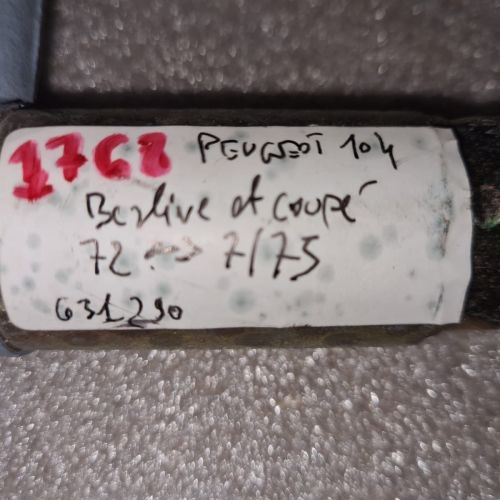 1768 PEUGEOT 104
Berline et coupé
72 <-> 7/75
631290